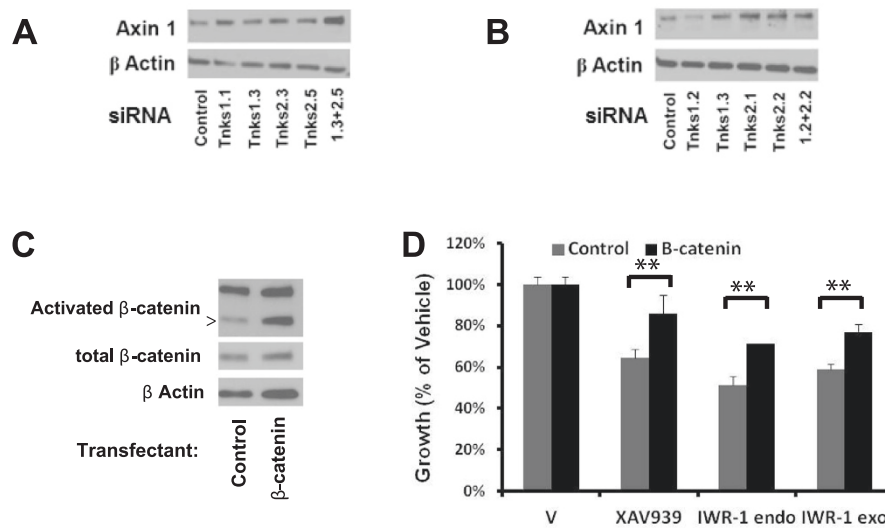 A
Axin 1
β Actin
siRNA
Control
Tnks1.1
Tnks1.3
Tnks2.3
Tnks2.5
1.3+2.5
B
Axin 1
β Actin
siRNA
Control
Tnks1.2
Tnks1.3
Tnks2.1
Tnks2.2
1.2+2.2
C
Activated β-catenin
>
total β-catenin
β Actin
Transfectant:
Control
β-catenin
D
Growth (% of Vehicle)
120%
100%
80%
60%
40%
20%
0%
Control B-catenin
**
**
**
V XAV939 IWR-1 endo IWR-1 exo